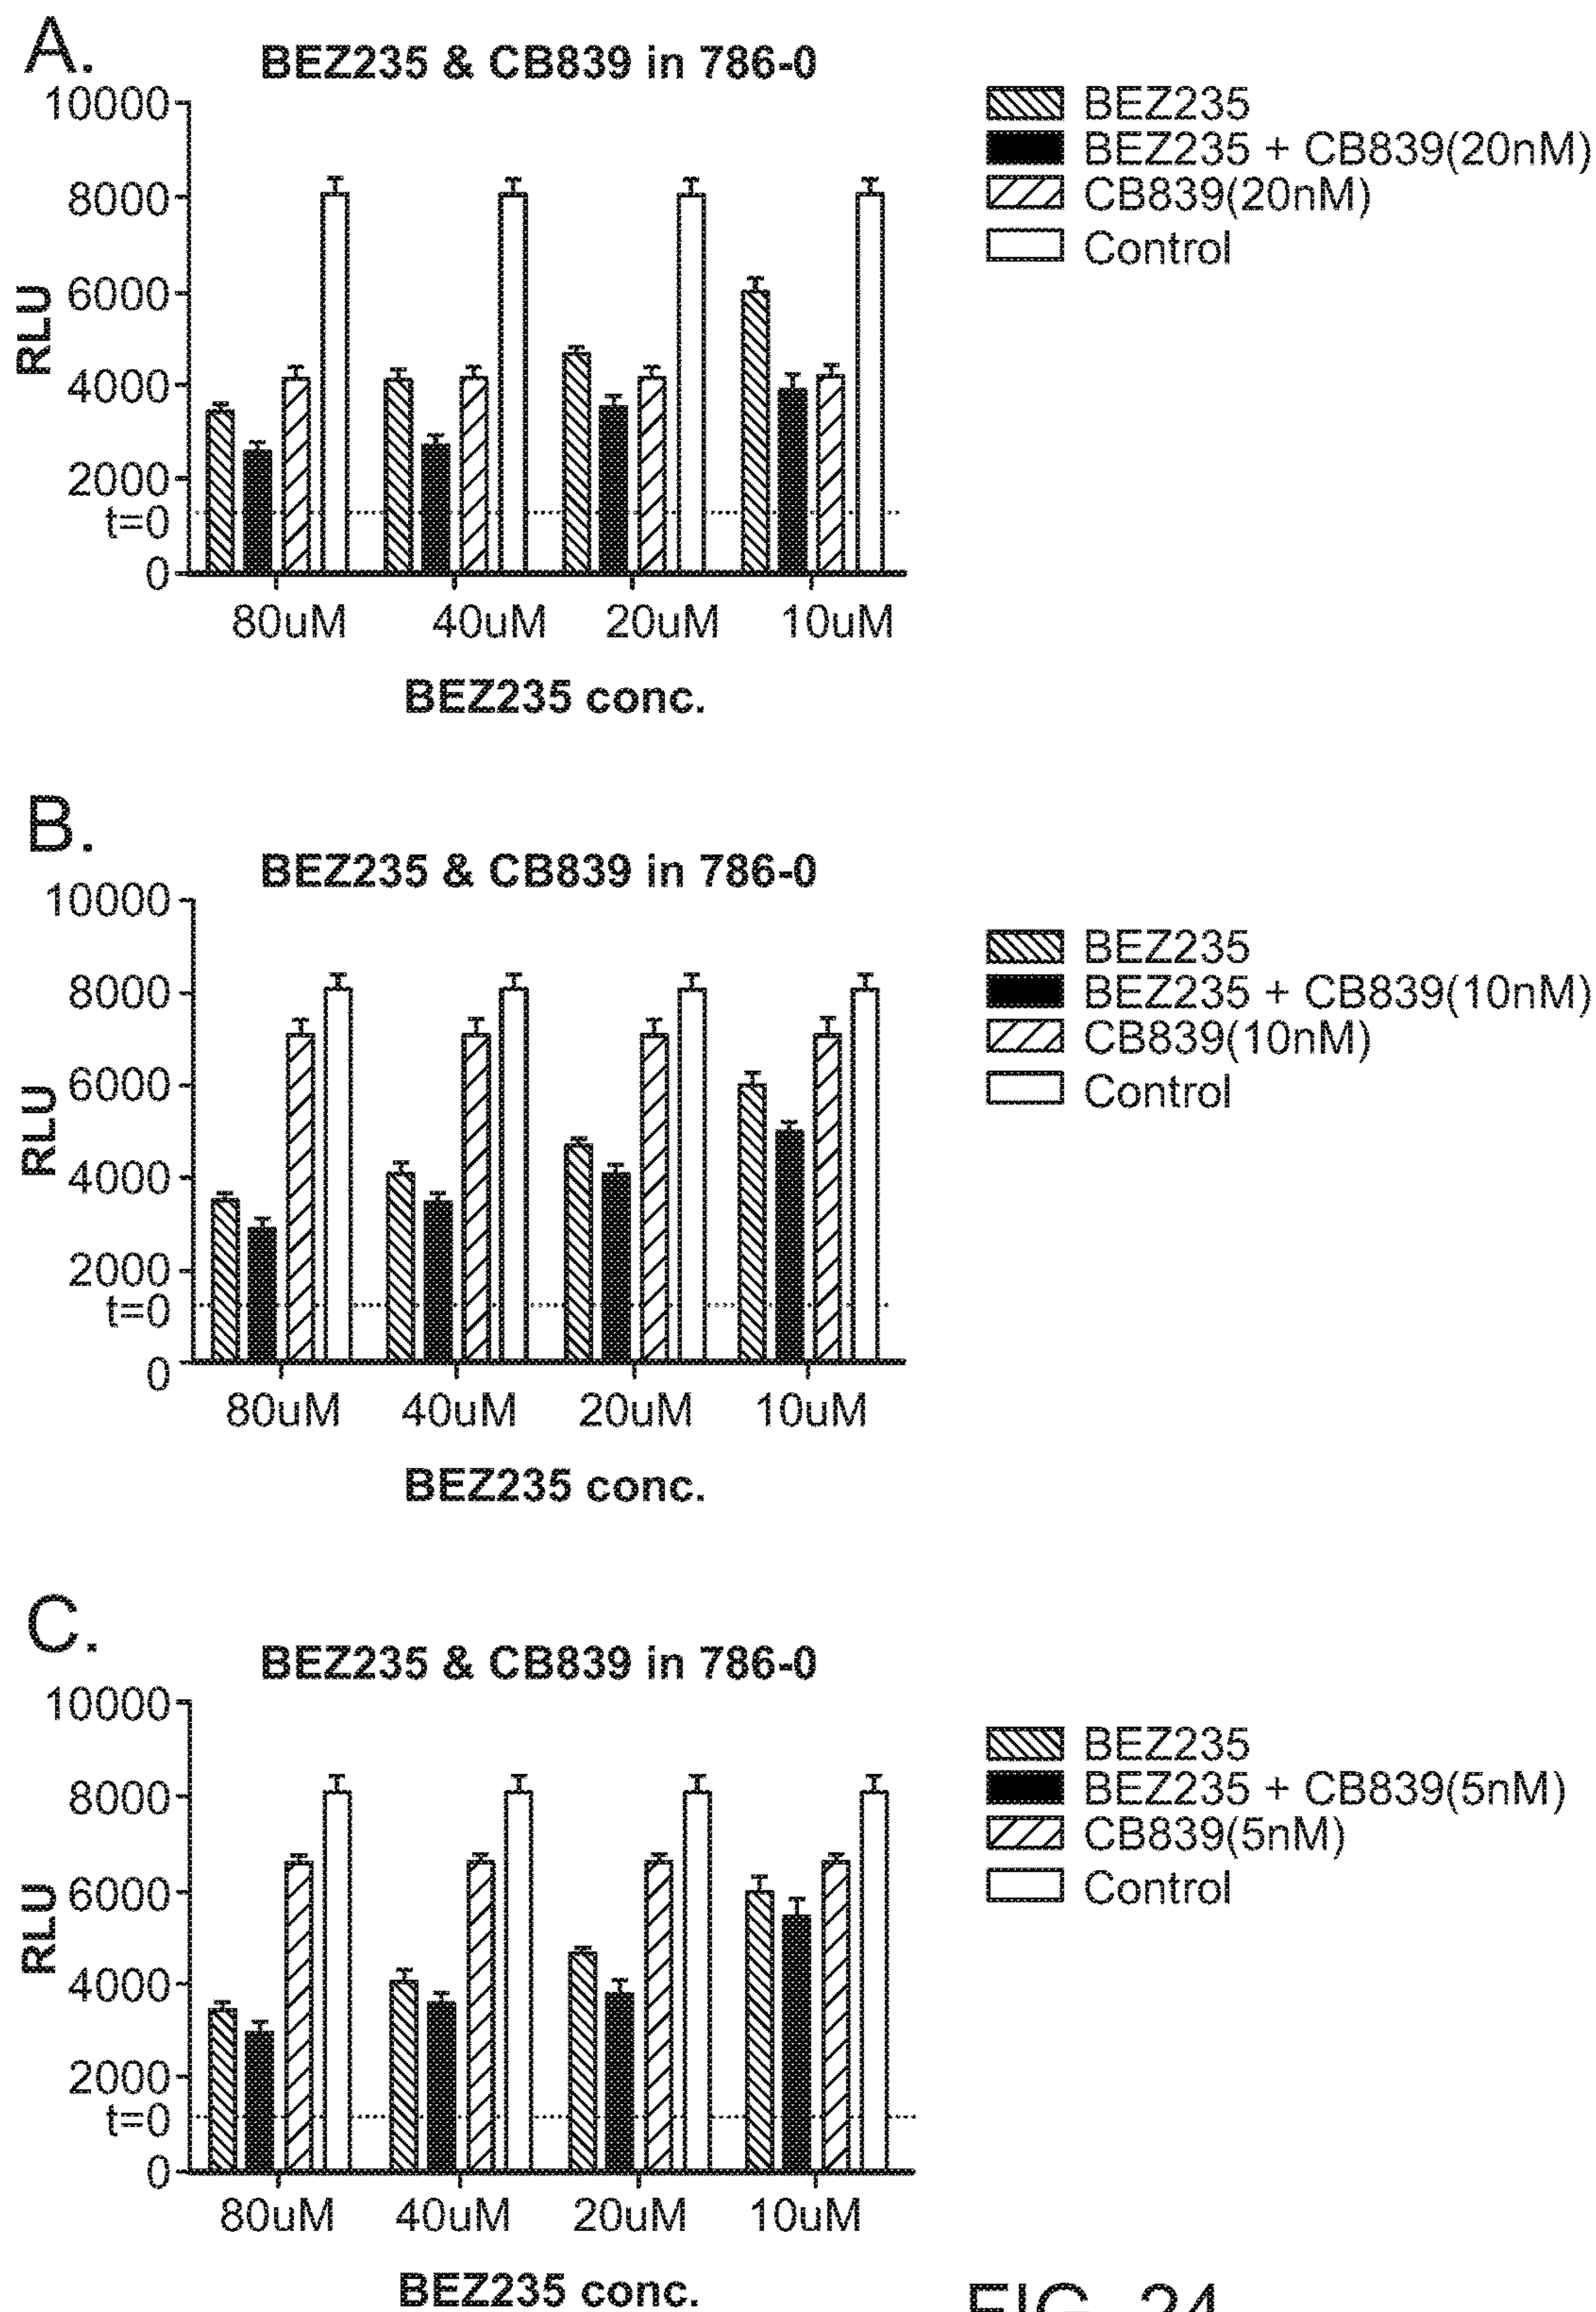 A.
BEZ235 & CB839 in 786-0
10000
8000
6000
4000
2000
t=0
0
RLU
80uM 40uM 20uM 10uM
BEZ235 conc.
BEZ235
BEZ235 + CB839(20nM)
CB839(20nM)
Control
B.
BEZ235 & CB839 in 786-0
10000
8000
6000
4000
2000
t=0
0
RLU
80uM 40uM 20uM 10uM
BEZ235 conc.
BEZ235
BEZ235 + CB839(10nM)
CB839(10nM)
Control
C.
BEZ235 & CB839 in 786-0
10000
8000
6000
4000
2000
t=0
0
RLU
80uM 40uM 20uM 10uM
BEZ235 conc.
BEZ235
BEZ235 + CB839(5nM)
CB839(5nM)
Control
FIG. 24